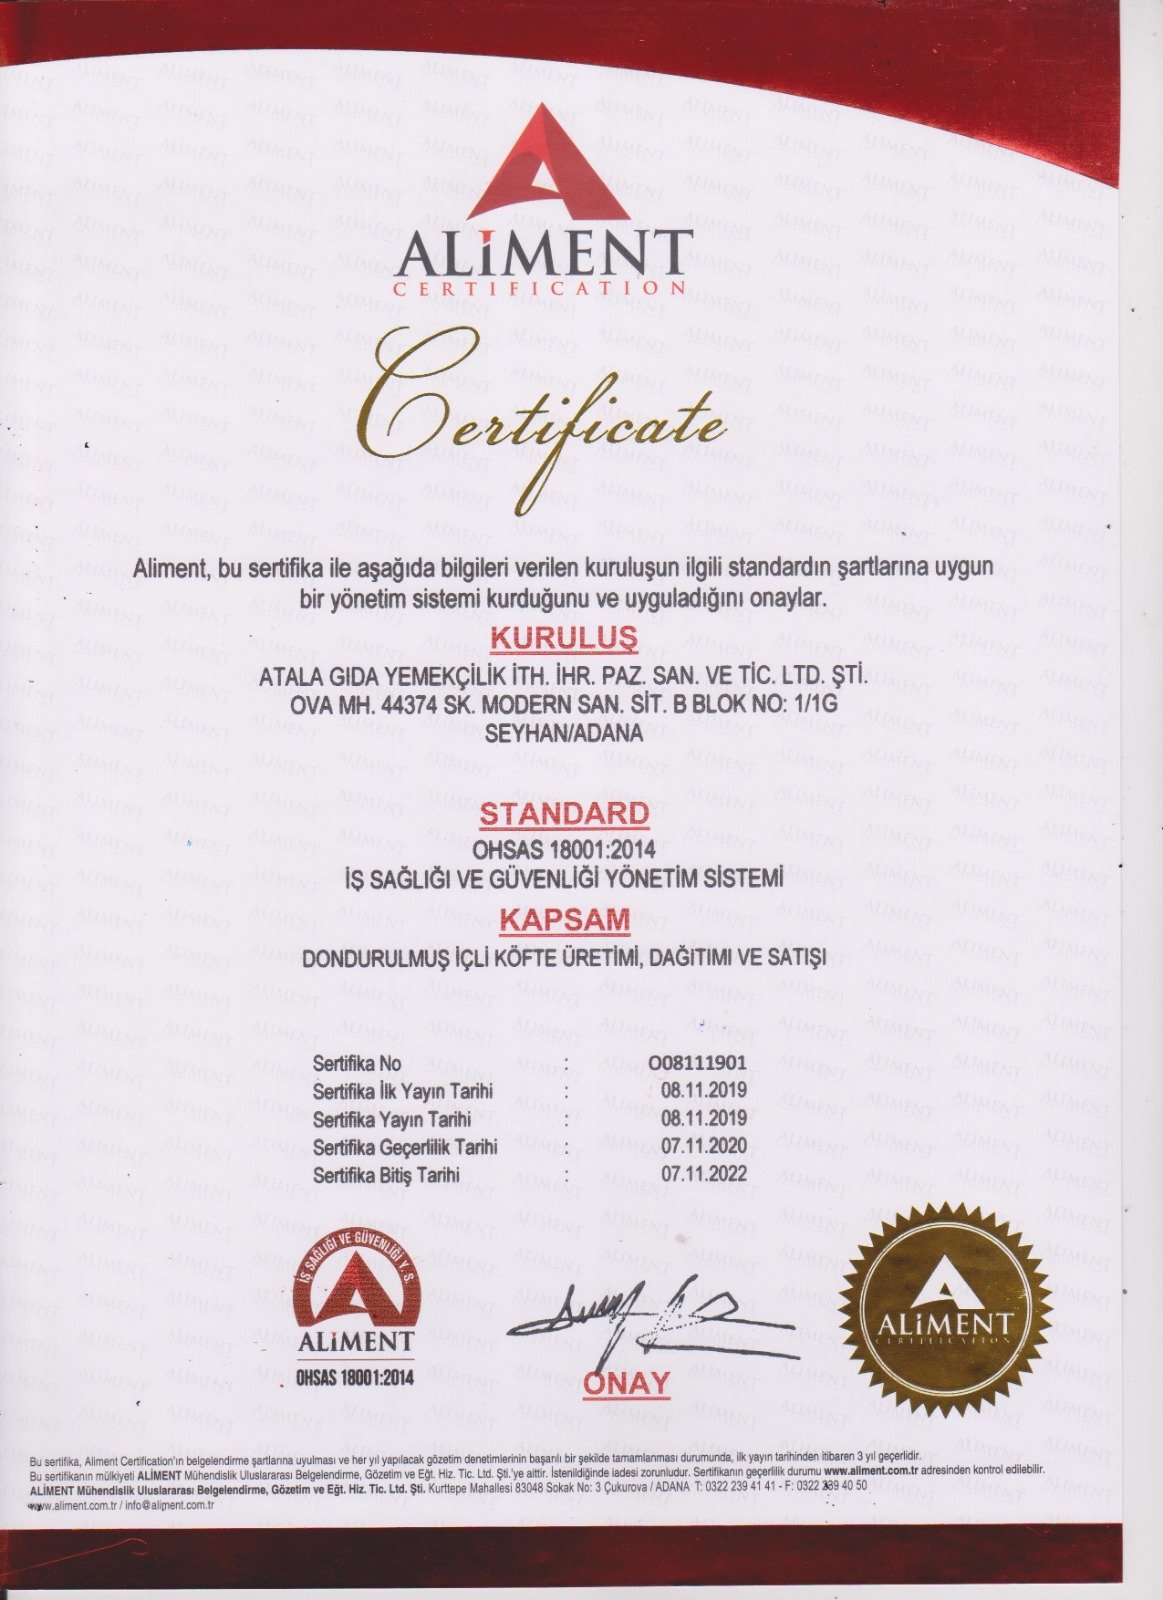 ALiMENT
CERTIFICATION
Certificate
Aliment, bu sertifika ile aşağıda bilgileri verilen kuruluşun ilgili standardın şartlarına uygun
bir yönetim sistemi kurduğunu ve uyguladığını onaylar.
KURULUŞ
ATALA GIDA YEMEKÇİLİK İTH. İHR. PAZ. SAN. VE TİC. LTD. ŞTİ.
OVA MH. 44374 SK. MODERN SAN. SİT. B BLOK NO: 1/1G
SEYHAN/ADANA
STANDARD
OHSAS 18001:2014
İŞ SAĞLIĞI VE GÜVENLİĞİ YÖNETİM SİSTEMİ
KAPSAM
DONDURULMUŞ İÇLİ KÖFTE ÜRETİMİ, DAĞITIMI VE SATIŞI
Sertifika No : O08111901
Sertifika İlk Yayın Tarihi : 08.11.2019
Sertifika Yayın Tarihi : 08.11.2019
Sertifika Geçerlilik Tarihi : 07.11.2020
Sertifika Bitiş Tarihi : 07.11.2022
İŞ SAĞLIĞI VE GÜVENLİĞİ Y. S.
ALiMENT
OHSAS 18001:2014
ONAY
ALiMENT
CERTIFICATION
Bu sertifika, Aliment Certification'ın belgelendirme şartlarına uyulması ve her yıl yapılacak gözetim denetimlerinin başarılı bir şekilde tamamlanması durumunda, ilk yayın tarihinden itibaren 3 yıl geçerlidir.
Bu sertifikanın mülkiyeti ALİMENT Mühendislik Uluslararası Belgelendirme, Gözetim ve Eğt. Hiz. Tic. Ltd. Şti.'ye aittir. İstenildiğinde iadesi zorunludur. Sertifikanın geçerlilik durumu www.aliment.com.tr adresinden kontrol edilebilir.
ALİMENT Mühendislik Uluslararası Belgelendirme, Gözetim ve Eğt. Hiz. Tic. Ltd. Şti. Kurttepe Mahallesi 83048 Sokak No: 3 Çukurova / ADANA T: 0322 239 41 41 - F: 0322 239 40 50
www.aliment.com.tr / info@aliment.com.tr